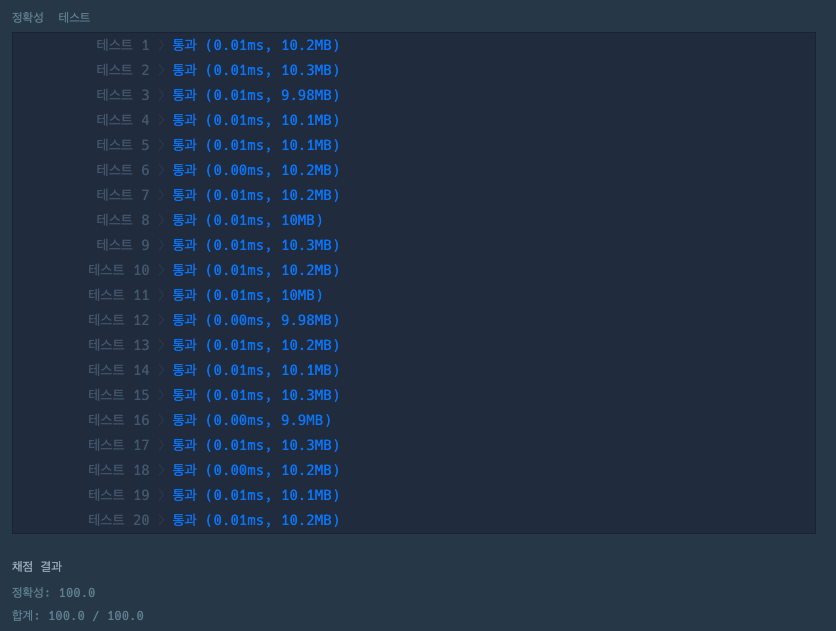 정확성 테스트
테스트 1 〉 통과 (0.01ms, 10.2MB)
테스트 2 〉 통과 (0.01ms, 10.3MB)
테스트 3 〉 통과 (0.01ms, 9.98MB)
테스트 4 〉 통과 (0.01ms, 10.1MB)
테스트 5 〉 통과 (0.01ms, 10.1MB)
테스트 6 〉 통과 (0.00ms, 10.2MB)
테스트 7 〉 통과 (0.01ms, 10.2MB)
테스트 8 〉 통과 (0.01ms, 10MB)
테스트 9 〉 통과 (0.01ms, 10.3MB)
테스트 10 〉 통과 (0.01ms, 10.2MB)
테스트 11 〉 통과 (0.01ms, 10MB)
테스트 12 〉 통과 (0.00ms, 9.98MB)
테스트 13 〉 통과 (0.01ms, 10.2MB)
테스트 14 〉 통과 (0.01ms, 10.1MB)
테스트 15 〉 통과 (0.01ms, 10.3MB)
테스트 16 〉 통과 (0.00ms, 9.9MB)
테스트 17 〉 통과 (0.01ms, 10.3MB)
테스트 18 〉 통과 (0.00ms, 10.2MB)
테스트 19 〉 통과 (0.01ms, 10.1MB)
테스트 20 〉 통과 (0.01ms, 10.2MB)
채점 결과
정확성: 100.0
합계: 100.0 / 100.0